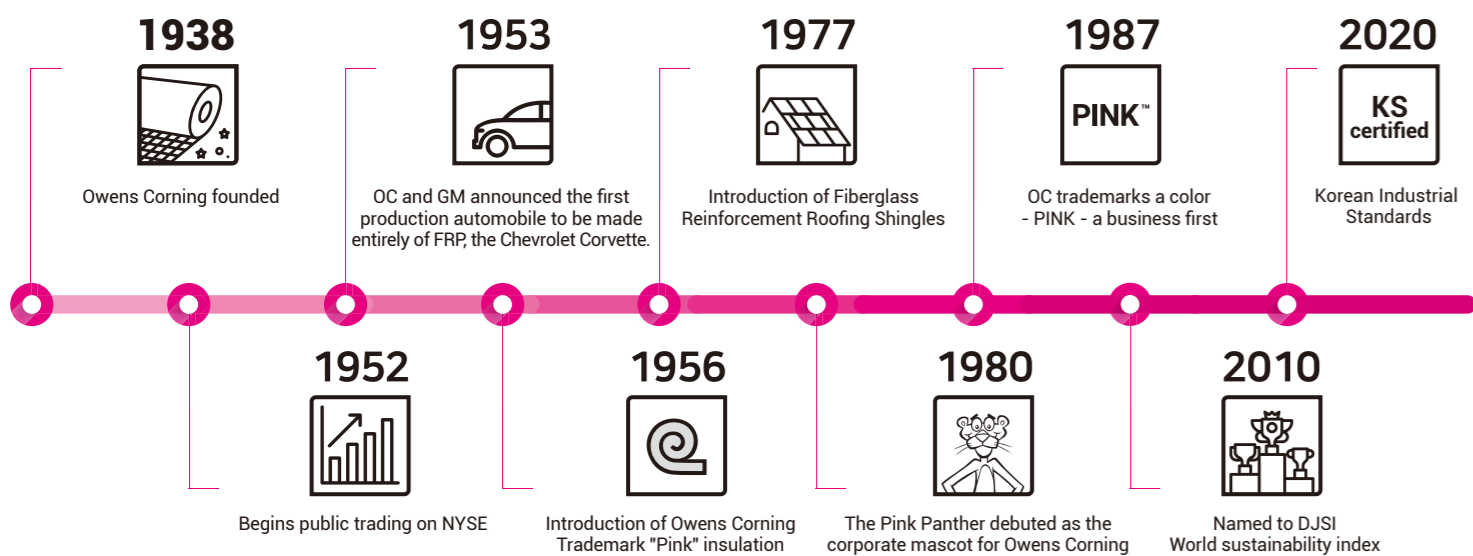 1938
Owens Corning founded
1953
OC and GM announced the first
production automobile to be made
entirely of FRP, the Chevrolet Corvette.
1977
Introduction of Fiberglass
Reinforcement Roofing Shingles
1987
PINK™
OC trademarks a color
- PINK - a business first
2020
KS
certified
Korean Industrial
Standards
1952
Begins public trading on NYSE
1956
Introduction of Owens Corning
Trademark "Pink" insulation
1980
The Pink Panther debuted as the
corporate mascot for Owens Corning
2010
Named to DJSI
World sustainability index